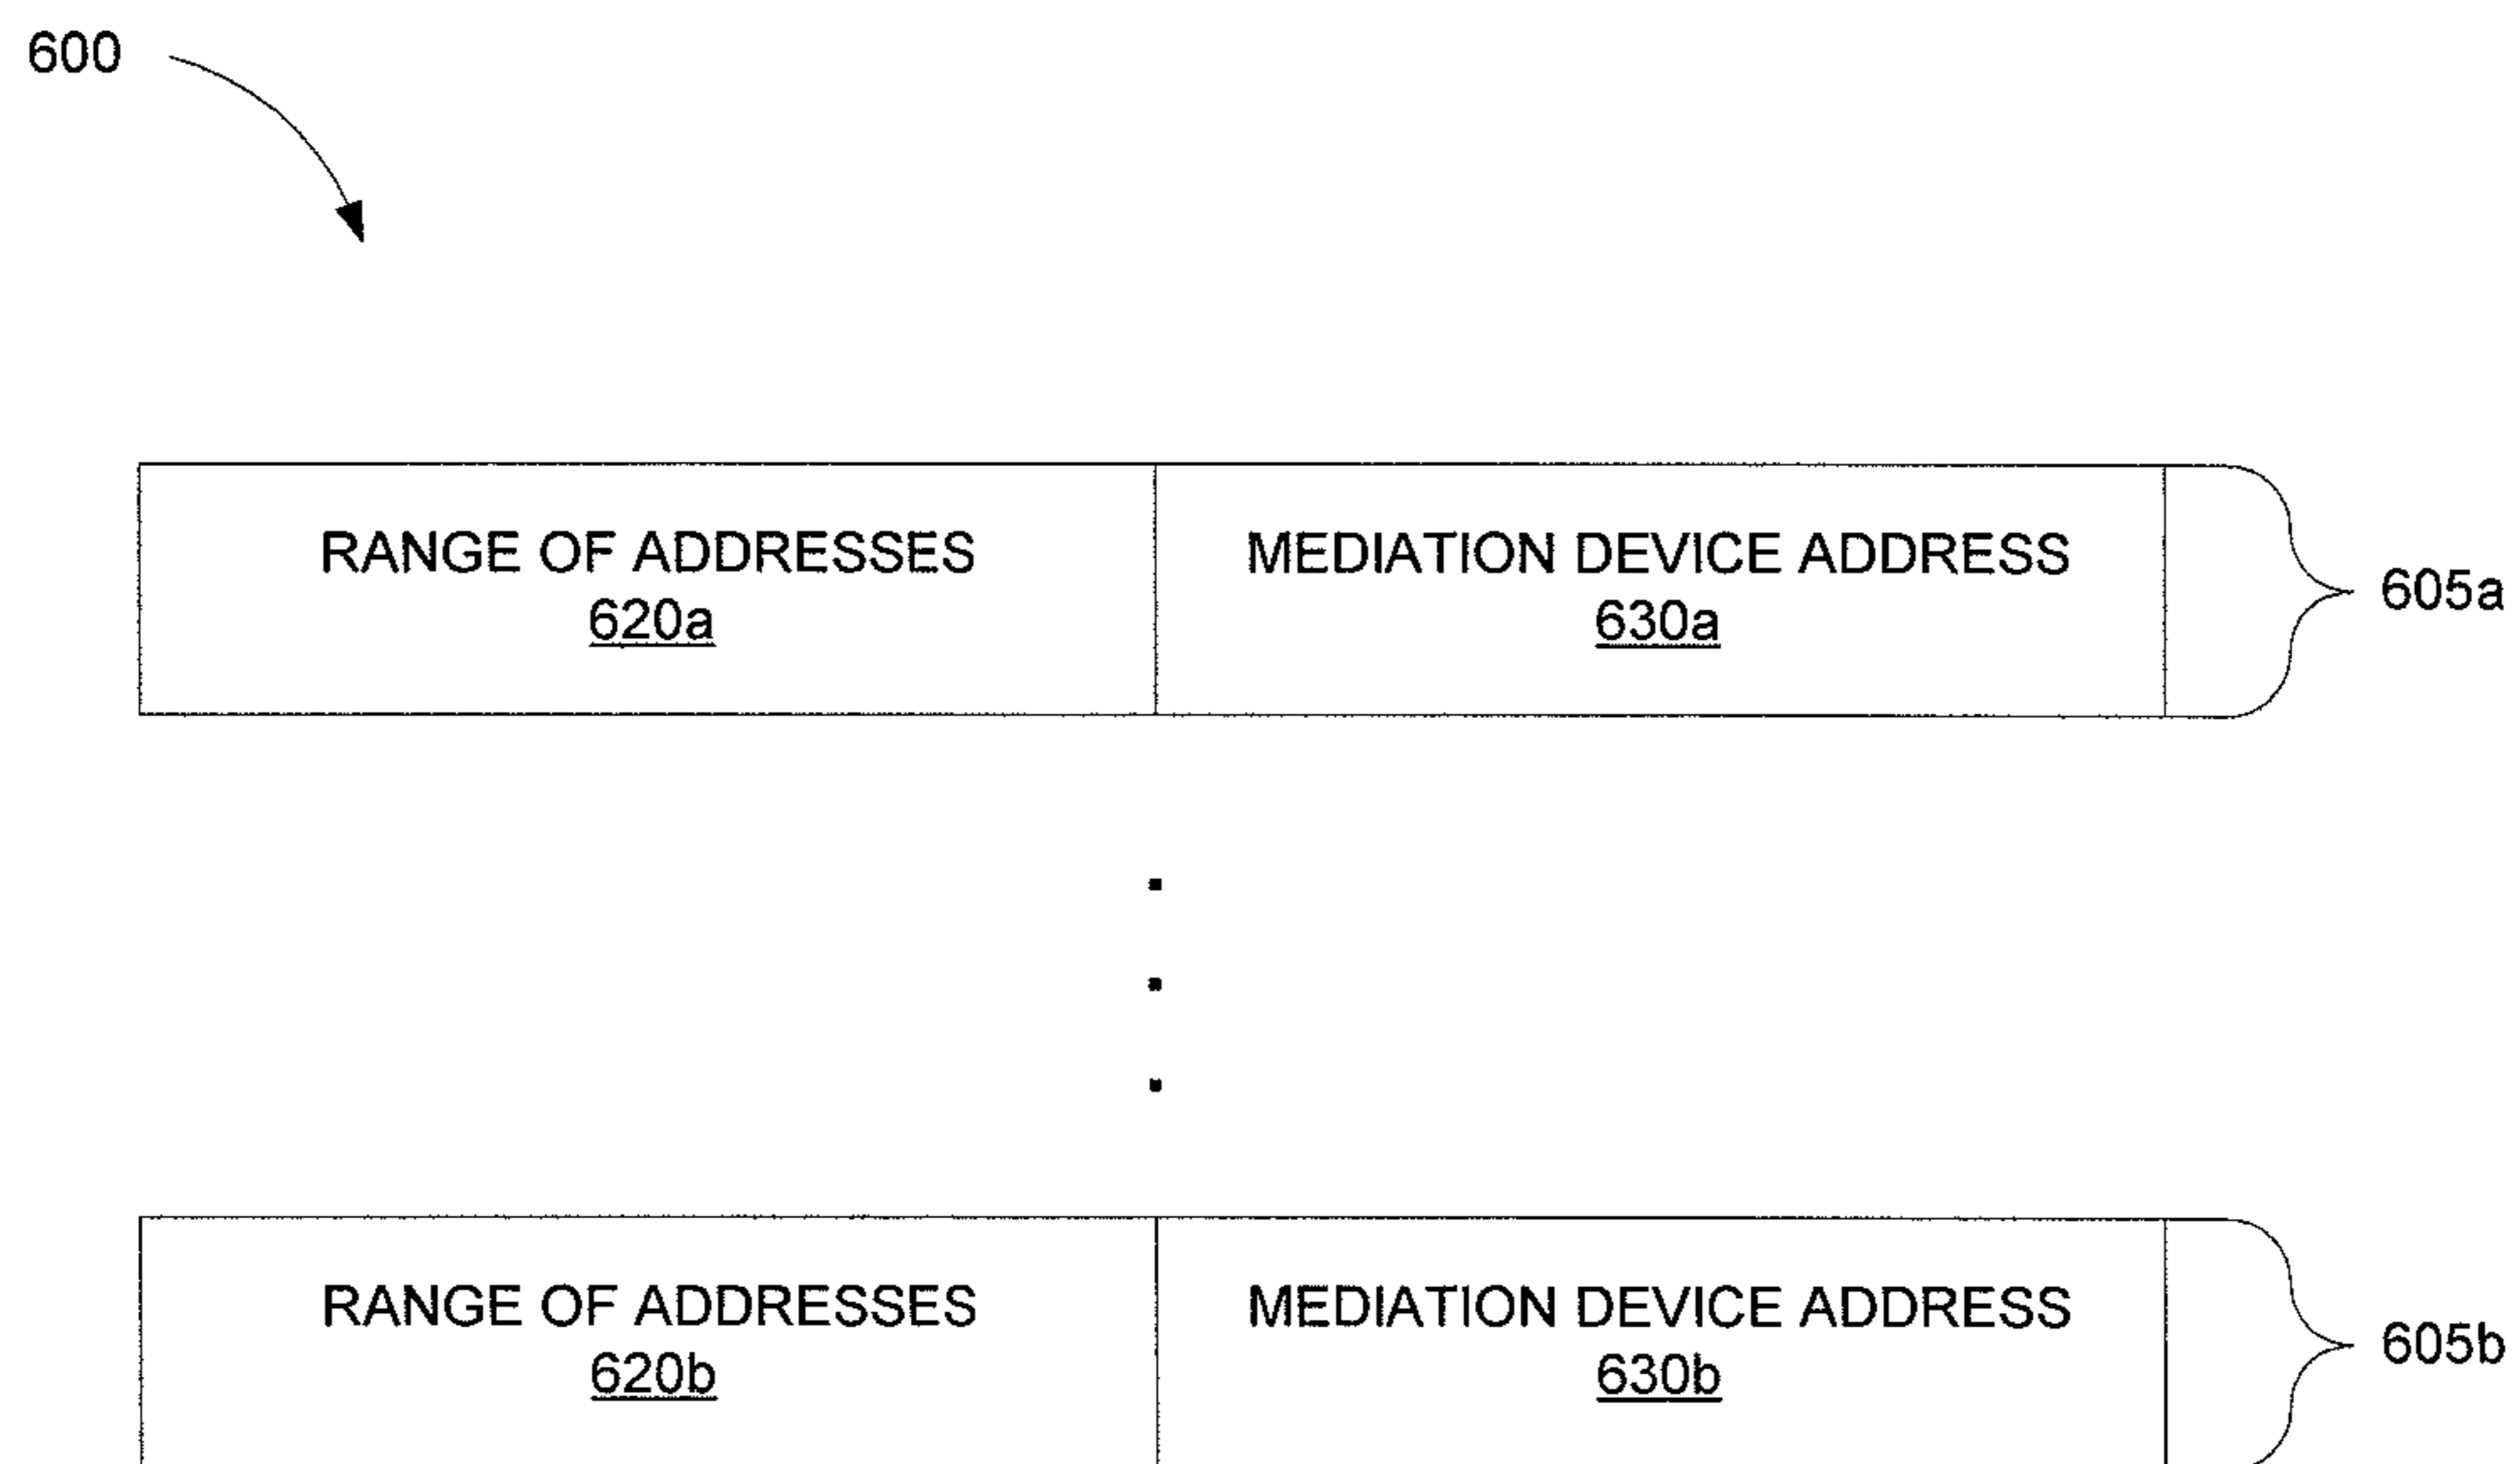 600
RANGE OF ADDRESSES
620a
MEDIATION DEVICE ADDRESS
630a
605a
RANGE OF ADDRESSES
620b
MEDIATION DEVICE ADDRESS
630b
605b